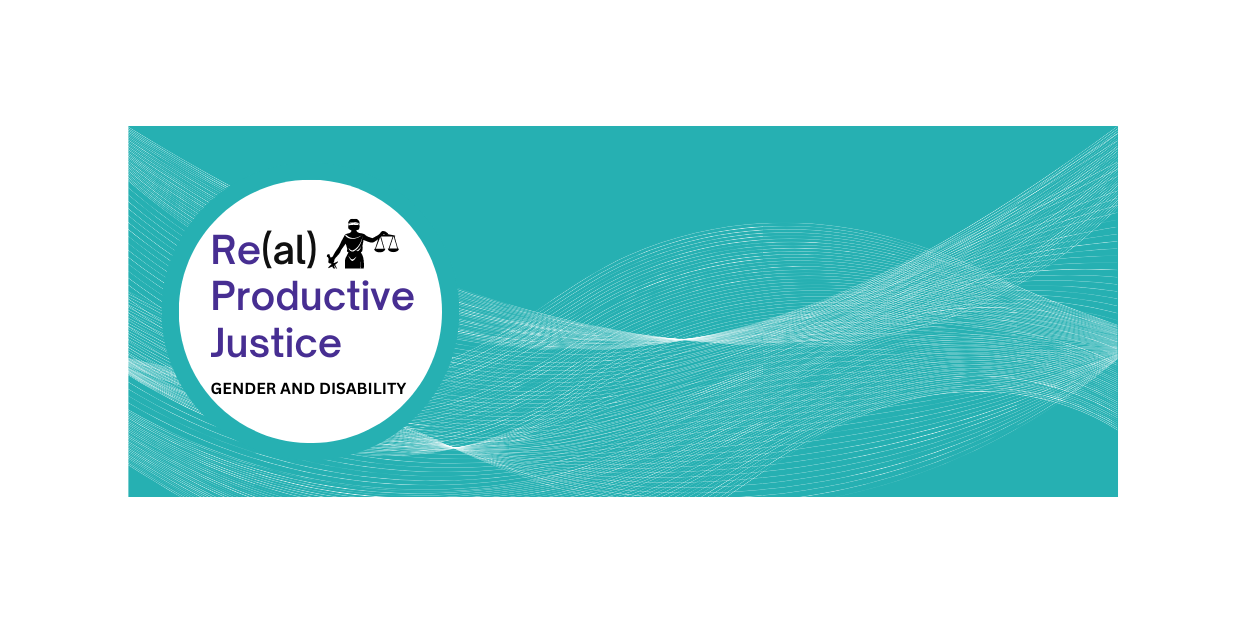 Re(al)
Productive
Justice
GENDER AND DISABILITY